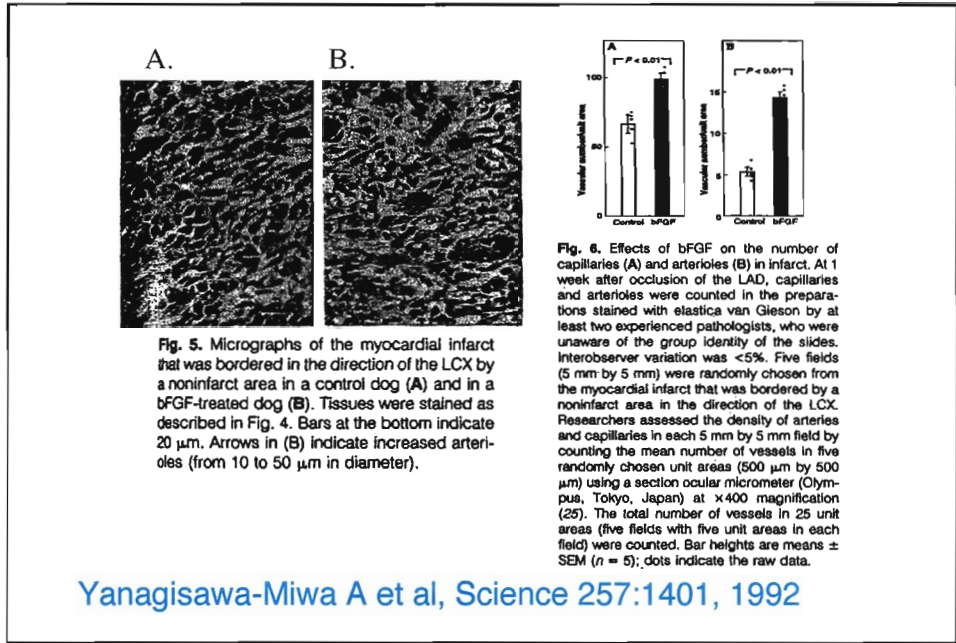 A.
B.
Fig. 5. Micrographs of the myocardial infarct
that was bordered in the direction of the LCX by
a noninfarct area in a control dog (A) and in a
bFGF-treated dog (B). Tissues were stained as
described in Fig. 4. Bars at the bottom indicate
20 μm. Arrows in (B) indicate increased arteri-
oles (from 10 to 50 μm in diameter).
A
P < 0.01
100
50
0
Control bFGF
B
P < 0.01
15
10
5
0
Control bFGF
Fig. 6. Effects of bFGF on the number of
capillaries (A) and arterioles (B) in infarct. At 1
week after occlusion of the LAD, capillaries
and arterioles were counted in the prepara-
tions stained with elastica van Gieson by at
least two experienced pathologists, who were
unaware of the group identity of the slides.
Interobserver variation was <5%. Five fields
(5 mm by 5 mm) were randomly chosen from
the myocardial infarct that was bordered by a
noninfarct area in the direction of the LCX.
Researchers assessed the density of arteries
and capillaries in each 5 mm by 5 mm field by
counting the mean number of vessels in five
randomly chosen unit areas (500 μm by 500
μm) using a section ocular micrometer (Olym-
pus, Tokyo, Japan) at ×400 magnification
(25). The total number of vessels in 25 unit
areas (five fields with five unit areas in each
field) were counted. Bar heights are means ±
SEM (n = 5); dots indicate the raw data.
Yanagisawa-Miwa A et al, Science 257:1401, 1992